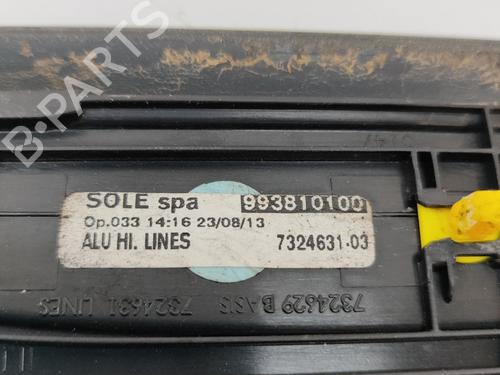 B-PARTS
SOLE spa 993810100
Op.033 14:16 23/08/13
ALU HI. LINES 7324631-03
7324631 LINES 7324629 BASIS